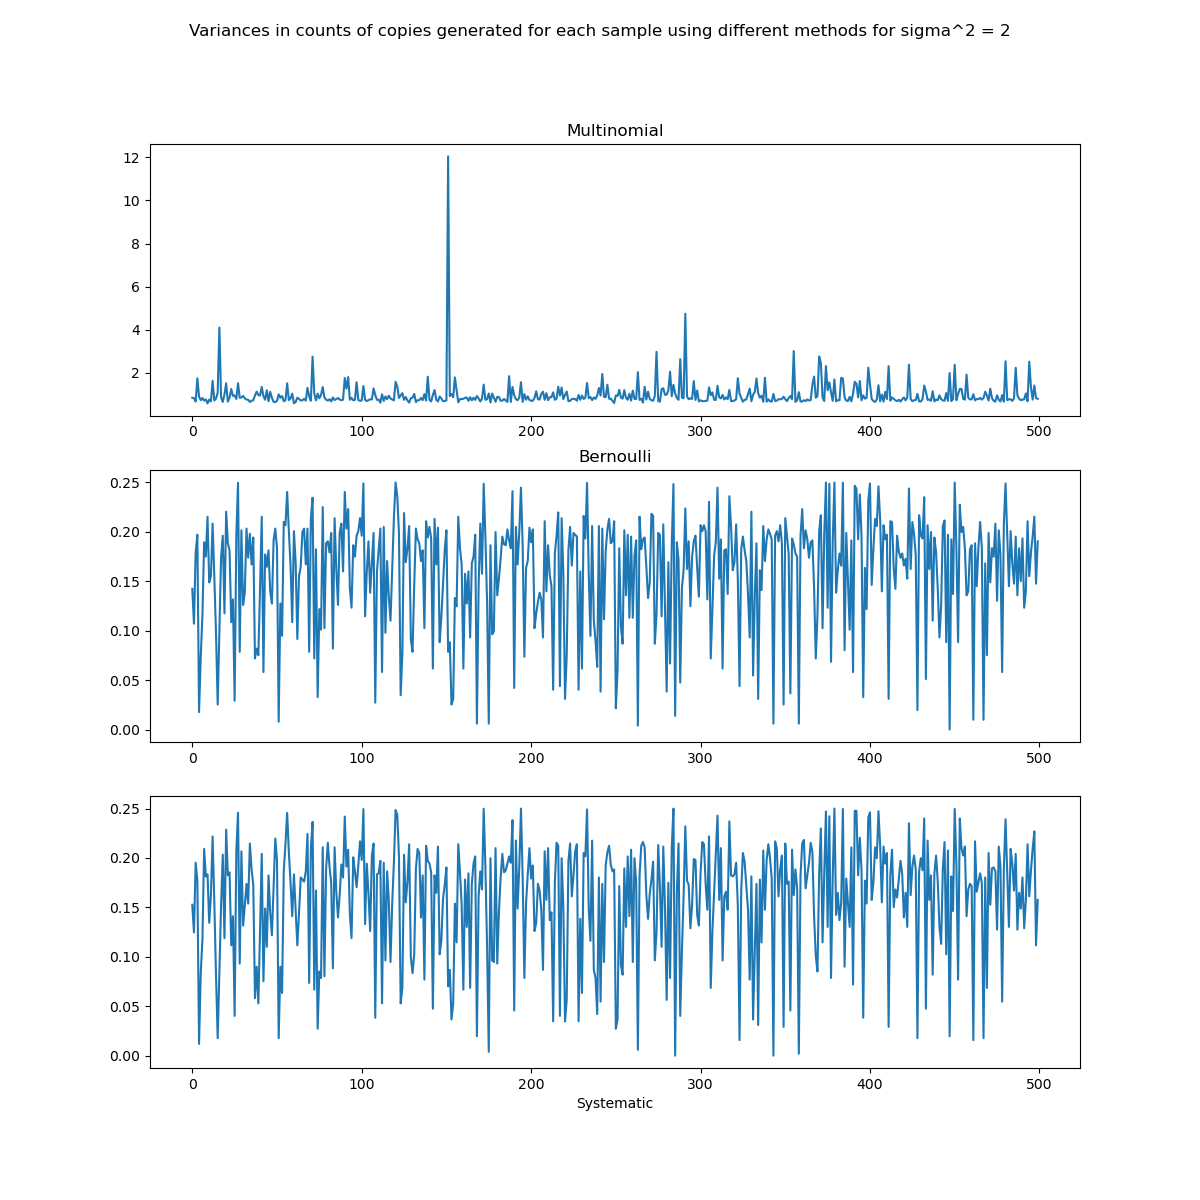 Variances in counts of copies generated for each sample using different methods for sigma^2 = 2
Multinomial
12
10
8
6
4
2
0 100 200 300 400 500
Bernoulli
0.25
0.20
0.15
0.10
0.05
0.00
0 100 200 300 400 500
0.25
0.20
0.15
0.10
0.05
0.00
0 100 200 300 400 500
Systematic